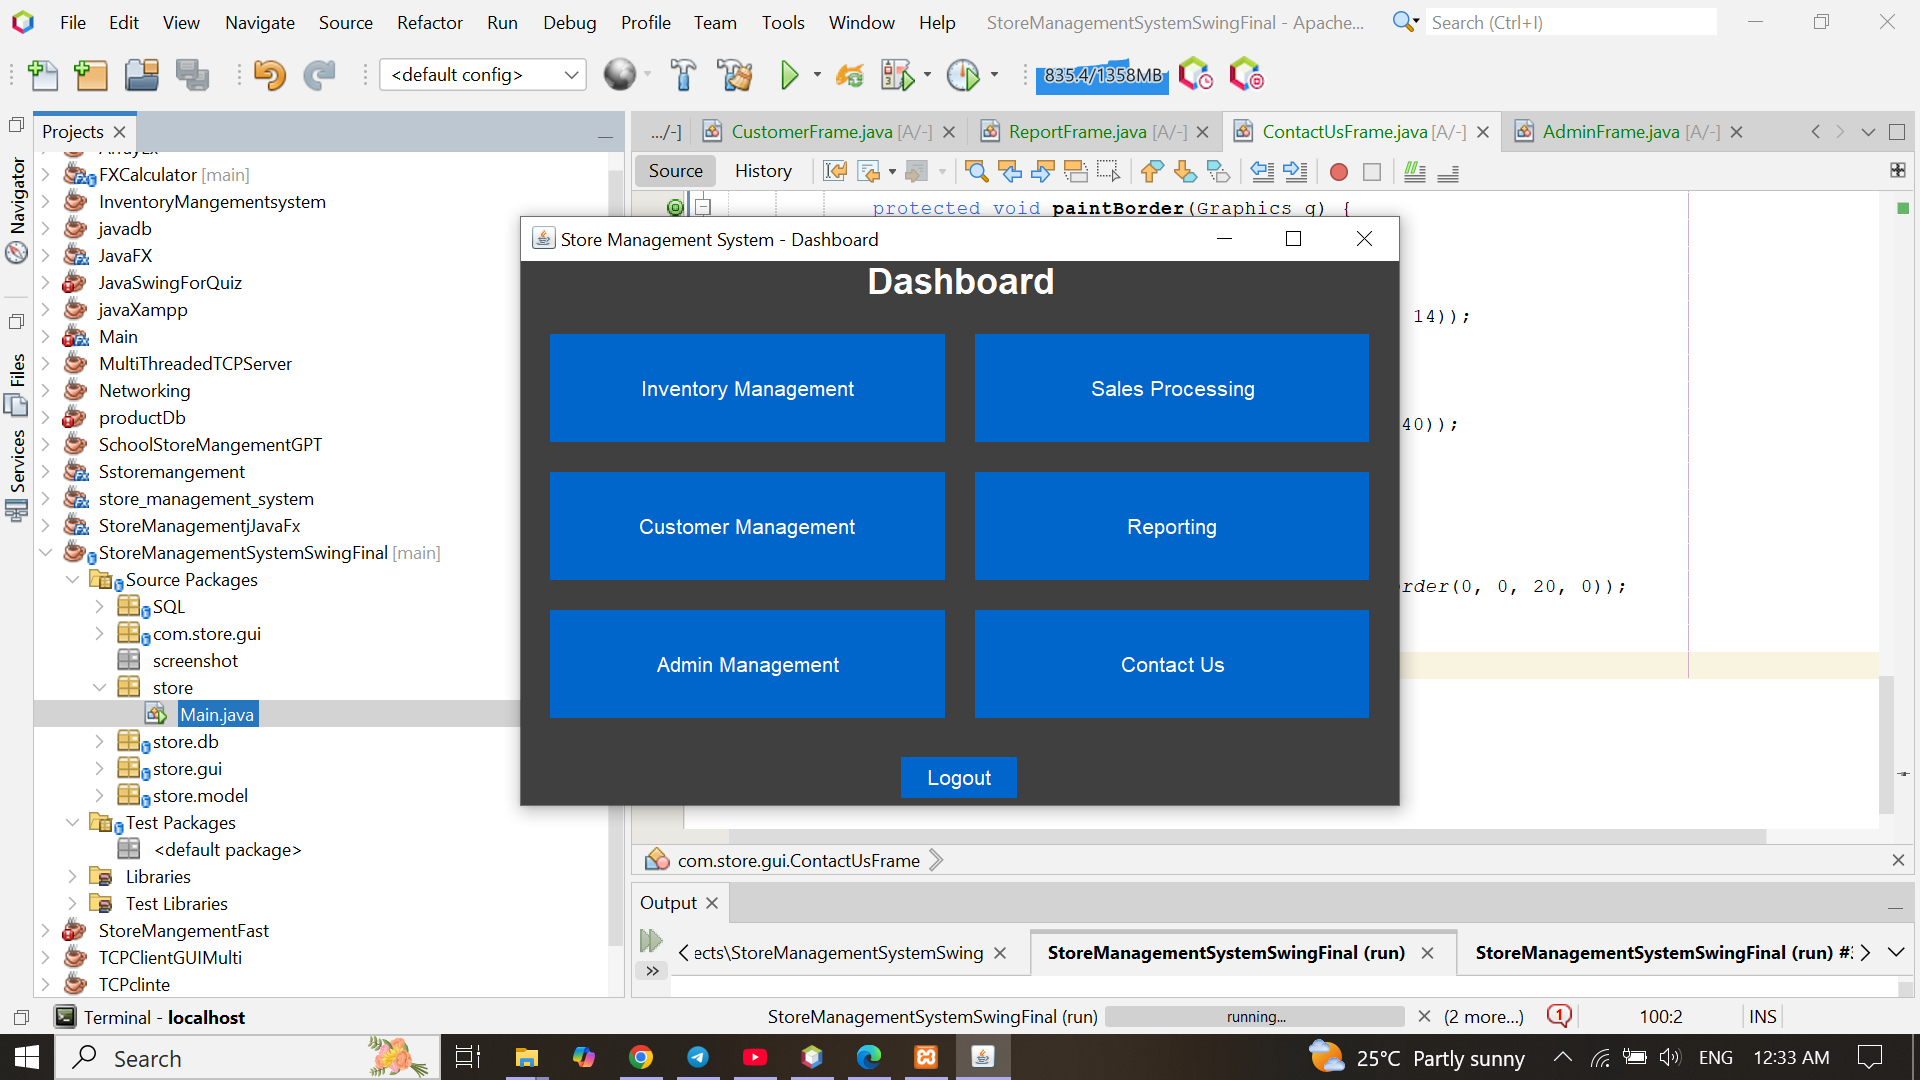 File Edit View Navigate Source Refactor Run Debug Profile Team Tools Window Help StoreManagementSystemSwingFinal - Apache... Search (Ctrl+I)
<default config> 835.4/1358MB
Projects
FXCalculator [main]
InventoryMangementsystem
javadb
JavaFX
JavaSwingForQuiz
javaXampp
Main
MultiThreadedTCPServer
Networking
productDb
SchoolStoreMangementGPT
Sstoremangement
store_management_system
StoreManagementjJavaFx
StoreManagementSystemSwingFinal [main]
Source Packages
SQL
com.store.gui
screenshot
store
Main.java
store.db
store.gui
store.model
Test Packages
<default package>
Libraries
Test Libraries
StoreMangementFast
TCPClientGUIMulti
TCPclinte
Navigator
Files
Services
.../-] CustomerFrame.java [A/-] ReportFrame.java [A/-] ContactUsFrame.java [A/-] AdminFrame.java [A/-]
Source History
protected void paintBorder(Graphics g) {
14));
40));
rder(0, 0, 20, 0));
Store Management System - Dashboard
Dashboard
Inventory Management Sales Processing
Customer Management Reporting
Admin Management Contact Us
Logout
com.store.gui.ContactUsFrame
Output
ects\StoreManagementSystemSwing StoreManagementSystemSwingFinal (run) StoreManagementSystemSwingFinal (run) #
Terminal - localhost StoreManagementSystemSwingFinal (run) running... (2 more...) 1 100:2 INS
Search 25°C Partly sunny ENG 12:33 AM